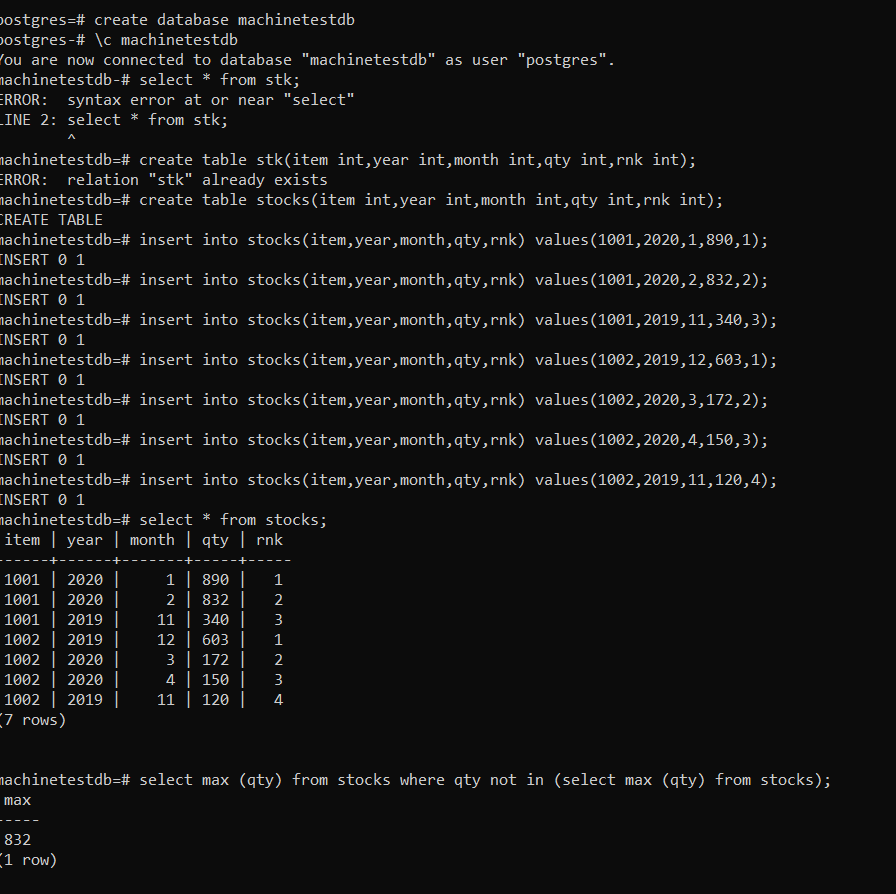 postgres=# create database machinetestdb
postgres-# \c machinetestdb
You are now connected to database "machinetestdb" as user "postgres".
machinetestdb-# select * from stk;
ERROR:  syntax error at or near "select"
LINE 2: select * from stk;
        ^
machinetestdb=# create table stk(item int,year int,month int,qty int,rnk int);
ERROR:  relation "stk" already exists
machinetestdb=# create table stocks(item int,year int,month int,qty int,rnk int);
CREATE TABLE
machinetestdb=# insert into stocks(item,year,month,qty,rnk) values(1001,2020,1,890,1);
INSERT 0 1
machinetestdb=# insert into stocks(item,year,month,qty,rnk) values(1001,2020,2,832,2);
INSERT 0 1
machinetestdb=# insert into stocks(item,year,month,qty,rnk) values(1001,2019,11,340,3);
INSERT 0 1
machinetestdb=# insert into stocks(item,year,month,qty,rnk) values(1002,2019,12,603,1);
INSERT 0 1
machinetestdb=# insert into stocks(item,year,month,qty,rnk) values(1002,2020,3,172,2);
INSERT 0 1
machinetestdb=# insert into stocks(item,year,month,qty,rnk) values(1002,2020,4,150,3);
INSERT 0 1
machinetestdb=# insert into stocks(item,year,month,qty,rnk) values(1002,2019,11,120,4);
INSERT 0 1
machinetestdb=# select * from stocks;
 item | year | month | qty | rnk
------+------+-------+-----+-----
 1001 | 2020 |     1 | 890 |   1
 1001 | 2020 |     2 | 832 |   2
 1001 | 2019 |    11 | 340 |   3
 1002 | 2019 |    12 | 603 |   1
 1002 | 2020 |     3 | 172 |   2
 1002 | 2020 |     4 | 150 |   3
 1002 | 2019 |    11 | 120 |   4
(7 rows)
machinetestdb=# select max (qty) from stocks where qty not in (select max (qty) from stocks);
 max
-----
 832
(1 row)